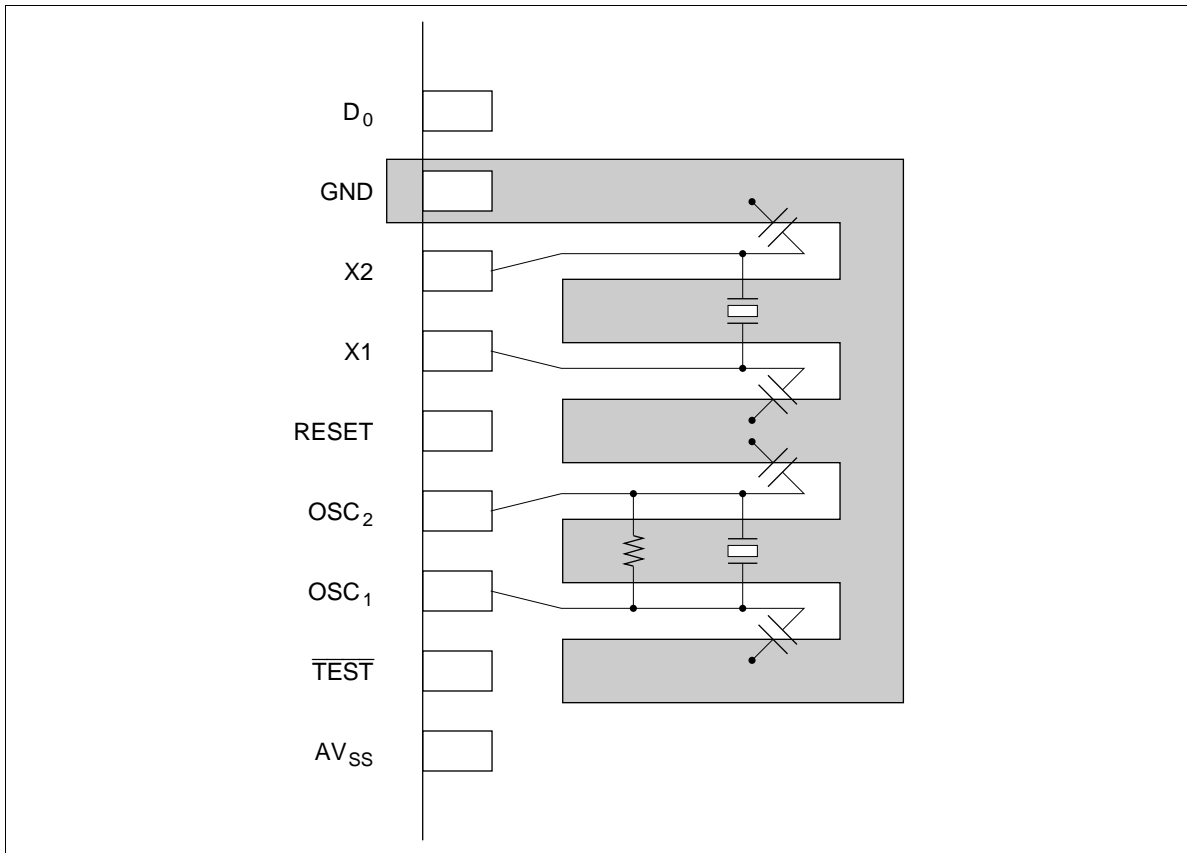 D0
GND
X2
X1
RESET
OSC2
OSC1
TEST
AVSS